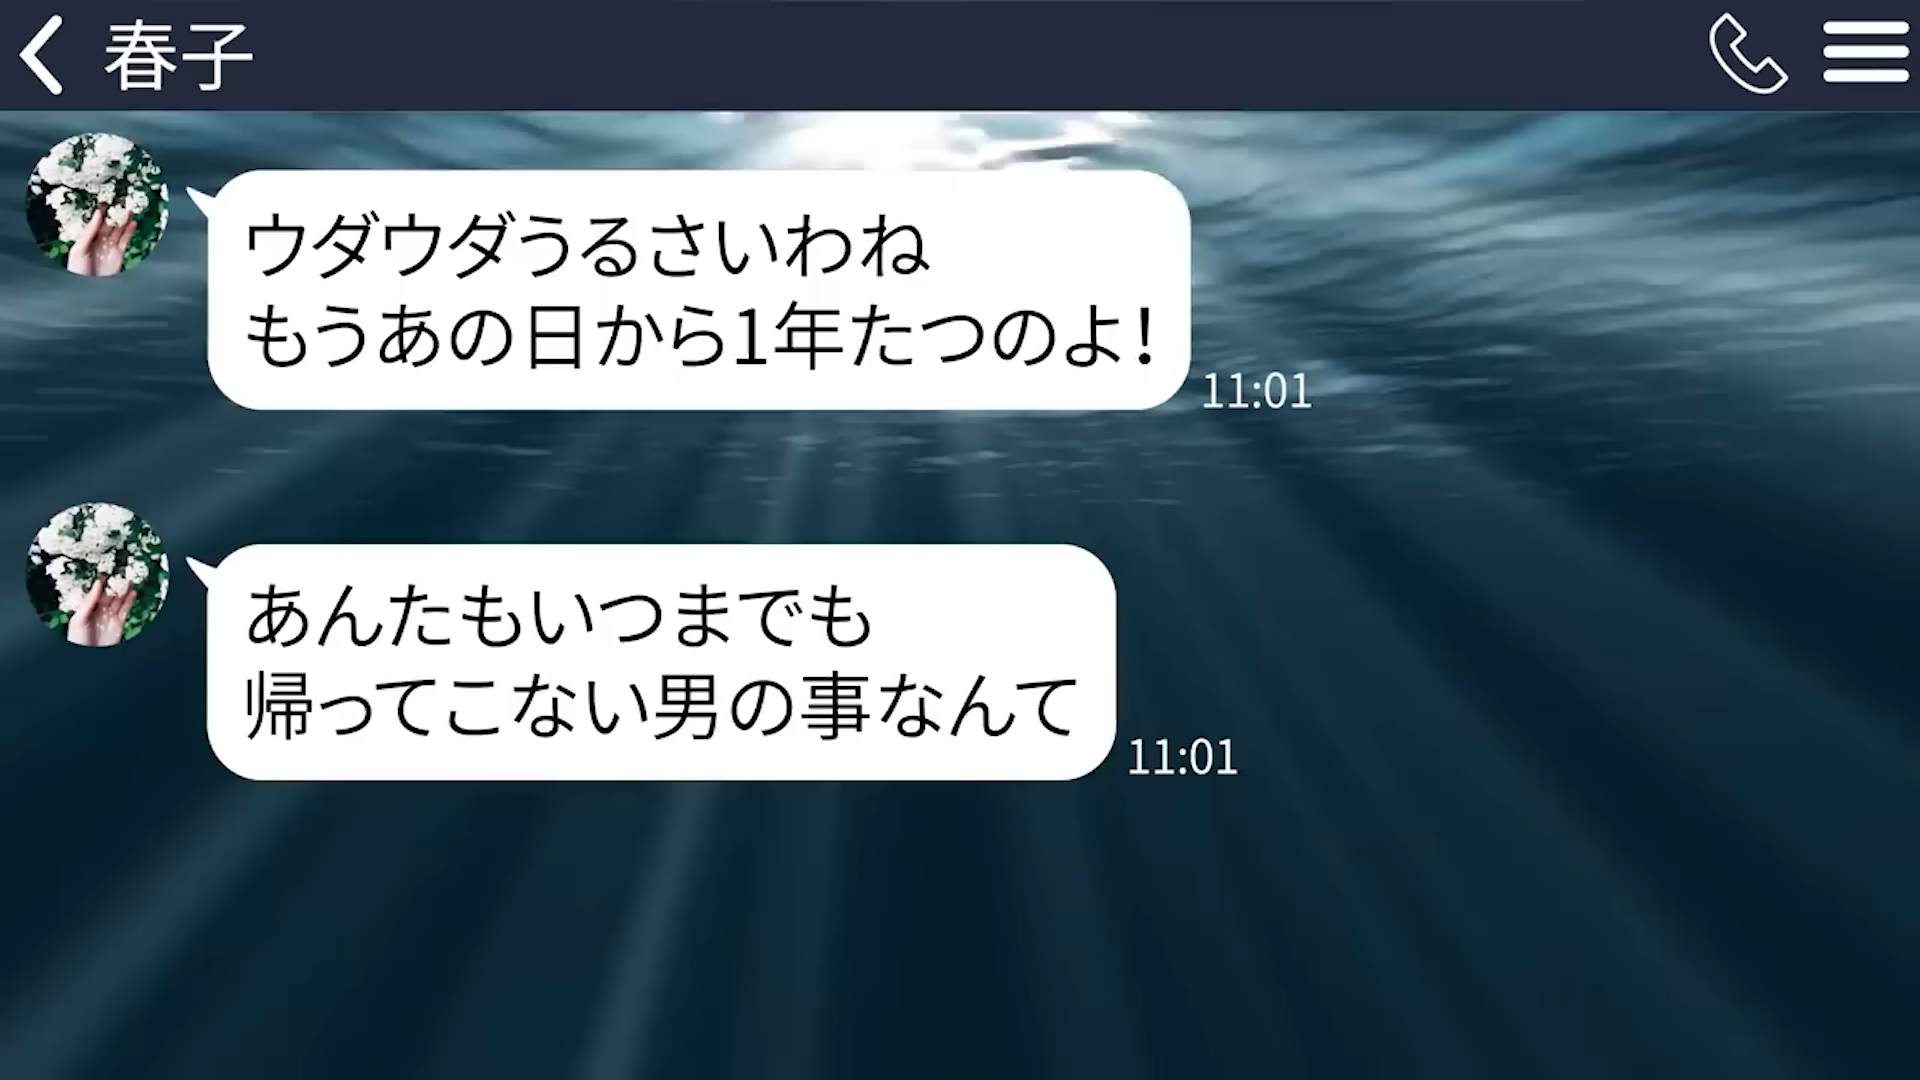 春子
ウダウダうるさいわね
もうあの日から1年たつのよ！
11:01
あんたもいつまでも
帰ってこない男の事なんて
11:01